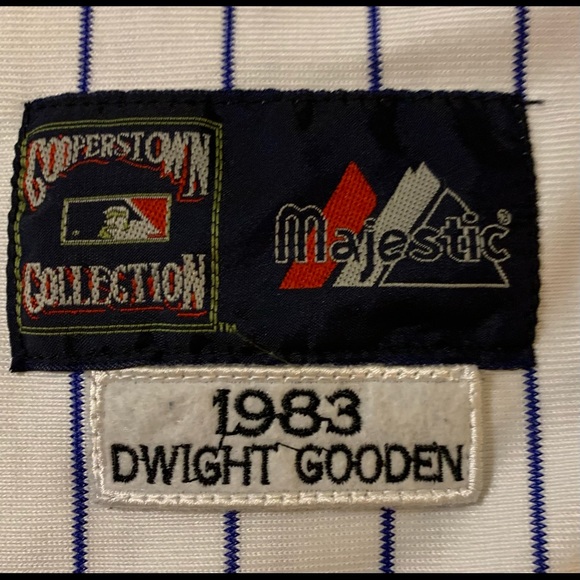 COOPERSTOWN
COLLECTION
TM
Majestic®
1983
DWIGHT GOODEN